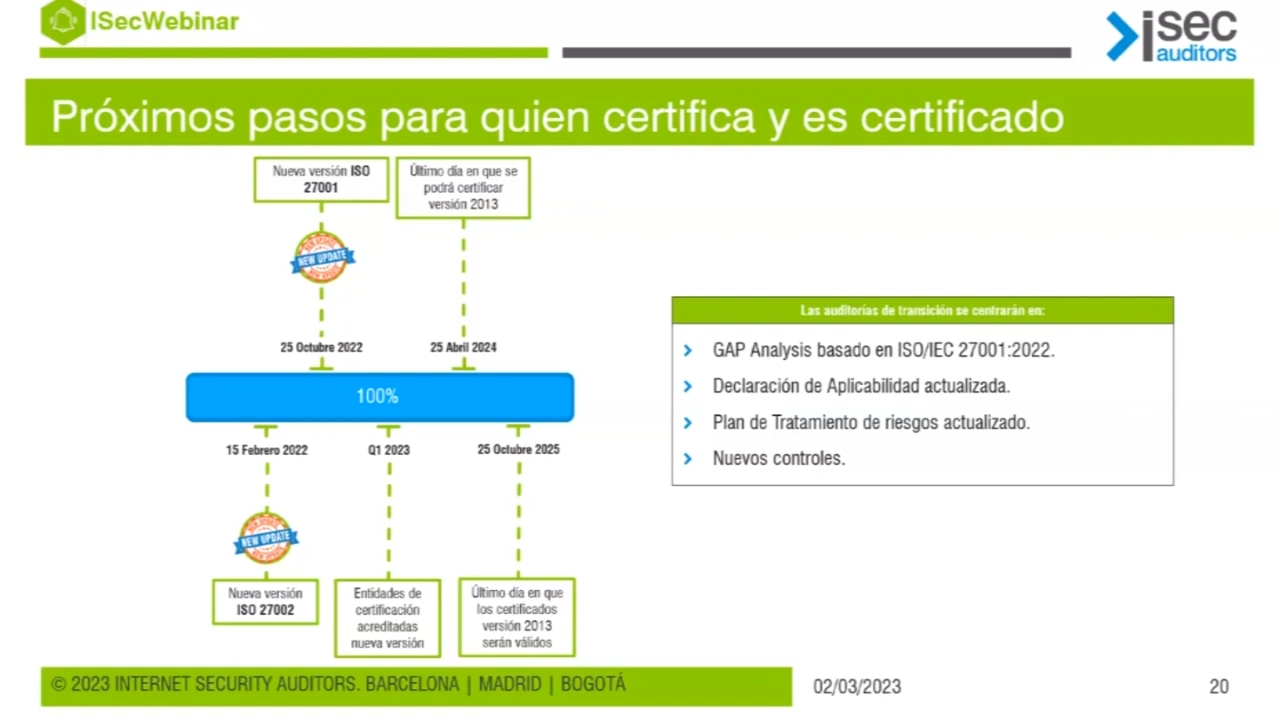 ISecWebinar
isec
auditors
Próximos pasos para quien certifica y es certificado
Nueva versión ISO
27001
Último día en que se
podrá certificar
versión 2013
NEW UPDATE
25 Octubre 2022
25 Abril 2024
100%
15 Febrero 2022
Q1 2023
25 Octubre 2025
NEW UPDATE
Nueva versión
ISO 27002
Entidades de
certificación
acreditadas
nueva versión
Último día en que
los certificados
versión 2013
serán válidos
Las auditorías de transición se centrarán en:
GAP Analysis basado en ISO/IEC 27001:2022.
Declaración de Aplicabilidad actualizada.
Plan de Tratamiento de riesgos actualizado.
Nuevos controles.
© 2023 INTERNET SECURITY AUDITORS. BARCELONA | MADRID | BOGOTÁ
02/03/2023
20